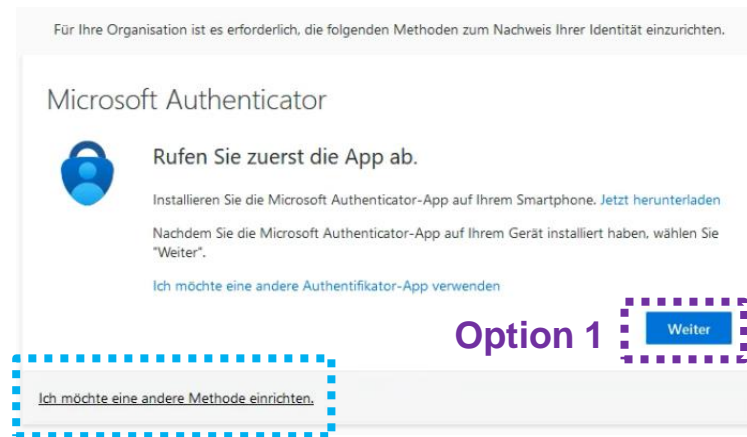 Für Ihre Organisation ist es erforderlich, die folgenden Methoden zum Nachweis Ihrer Identität einzurichten.
Microsoft Authenticator
Rufen Sie zuerst die App ab.
Installieren Sie die Microsoft Authenticator-App auf Ihrem Smartphone. Jetzt herunterladen
Nachdem Sie die Microsoft Authenticator-App auf Ihrem Gerät installiert haben, wählen Sie
"Weiter".
Ich möchte eine andere Authentifikator-App verwenden
Option 1 Weiter
Ich möchte eine andere Methode einrichten.